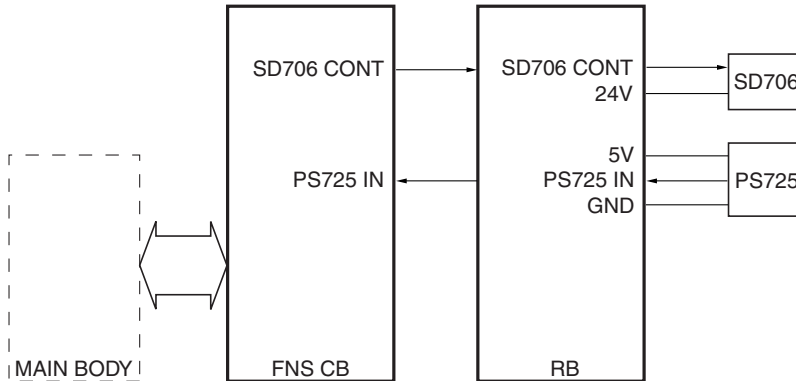 SD706 CONT
SD706 CONT
24V
SD706
PS725 IN
5V
PS725 IN
GND
PS725
MAIN BODY
FNS CB
RB